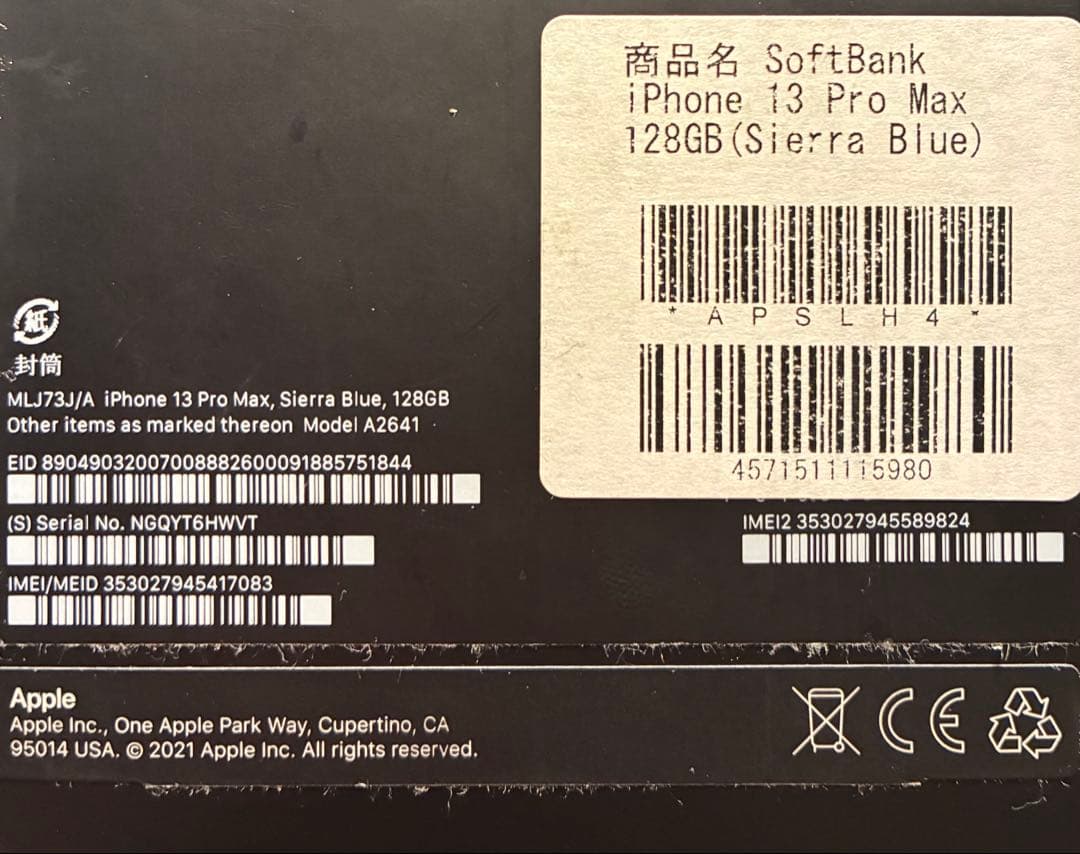 商品名 SoftBank
iPhone 13 Pro Max
128GB(Sierra Blue)
*APSLH4*
4571511115980
紙
封筒
MLJ73J/A iPhone 13 Pro Max, Sierra Blue, 128GB
Other items as marked thereon Model A2641
EID 89049032007008882600091885751844
(S) Serial No. NGQYT6HWVT
IMEI2 353027945589824
IMEI/MEID 353027945417083
Apple
Apple Inc., One Apple Park Way, Cupertino, CA
95014 USA. © 2021 Apple Inc. All rights reserved.
CE